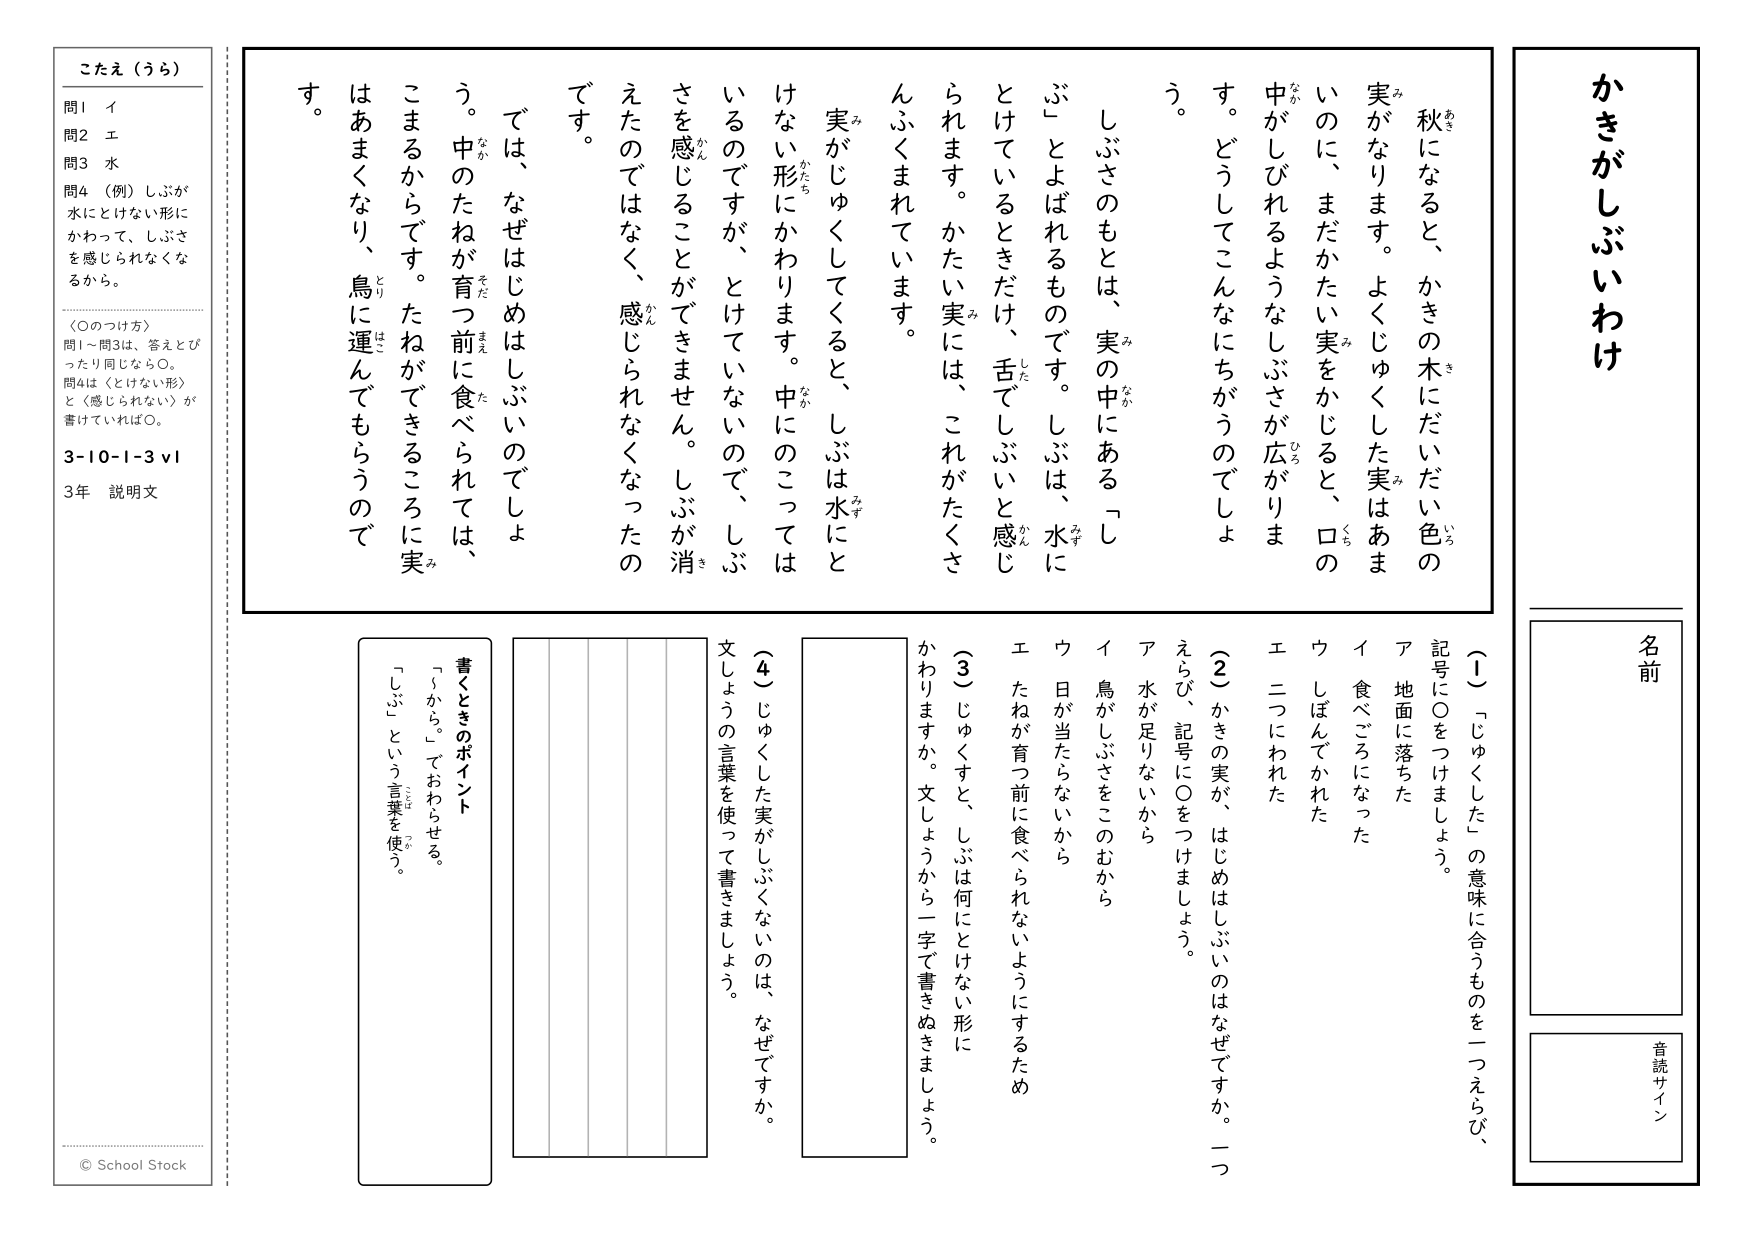 かきがしぶいわけ
名前
音読サイン
秋になると、かきの木にだいだい色の
実がなります。よくじゅくした実はあま
いのに、まだかたい実をかじると、口の
中がしびれるようなしぶさが広がりま
す。どうしてこんなにちがうのでしょ
う。
しぶさのもとは、実の中にある「し
ぶ」とよばれるものです。しぶは、水に
とけているときだけ、舌でしぶいと感じ
られます。かたい実には、これがたくさ
んふくまれています。
実がじゅくしてくると、しぶは水にと
けない形にかわります。中にのこっては
いるのですが、とけていないので、しぶ
さを感じることができません。しぶが消
えたのではなく、感じられなくなったの
です。
では、なぜはじめはしぶいのでしょ
う。中のたねが育つ前に食べられては、
こまるからです。たねができるころに実
はあまくなり、鳥に運んでもらうので
す。
(1)「じゅくした」の意味に合うものを一つえらび、
記号に〇をつけましょう。
ア 地面に落ちた
イ 食べごろになった
ウ しぼんでかれた
エ 二つにわれた
(2)かきの実が、はじめはしぶいのはなぜですか。一つ
えらび、記号に〇をつけましょう。
ア 水が足りないから
イ 鳥がしぶさをこのむから
ウ 日が当たらないから
エ たねが育つ前に食べられないようにするため
(3)じゅくすと、しぶは何にとけない形に
かわりますか。文しょうから一字で書きぬきましょう。
(4)じゅくした実がしぶくないのは、なぜですか。
文しょうの言葉を使って書きましょう。
書くときのポイント
「〜から。」でおわらせる。
「しぶ」という言葉を使う。
こたえ(うら)
問1 イ
問2 エ
問3 水
問4 (例)しぶが
水にとけない形に
かわって、しぶさ
を感じられなくな
るから。
〈〇のつけ方〉
問1〜問3は、答えとぴ
ったり同じなら〇。
問4は〈とけない形〉
と〈感じられない〉が
書けていれば〇。
3-10-1-3 v1
3年 説明文
© School Stock